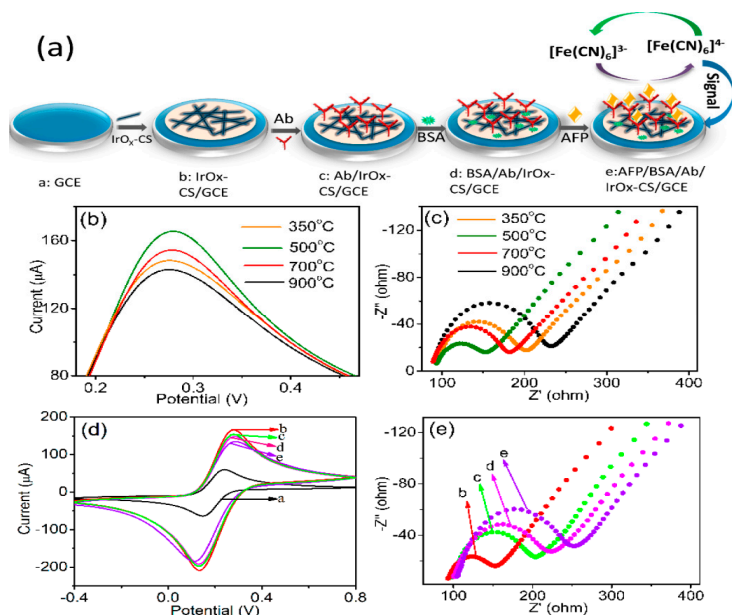 (a)
[Fe(CN)₆]³⁻ [Fe(CN)₆]⁴⁻
Signal
IrOₓ-CS
Ab
BSA
AFP
a: GCE
b: IrOx-
CS/GCE
c: Ab/IrOx-
CS/GCE
d: BSA/Ab/IrOx-
CS/GCE
e:AFP/BSA/Ab/
IrOx-CS/GCE
(b)
350°C
500°C
700°C
900°C
160
120
80
Current (µA)
0.2 0.3 0.4
Potential (V)
(c)
350°C
500°C
700°C
900°C
-120
-80
-40
0
-Z" (ohm)
100 200 300 400
Z' (ohm)
(d)
200
100
0
-100
-200
Current (µA)
b
c
d
e
a
-0.4 0.0 0.4 0.8
Potential (V)
(e)
-120
-80
-40
-Z" (ohm)
b
c
d
e
100 200 300 400
Z' (ohm)